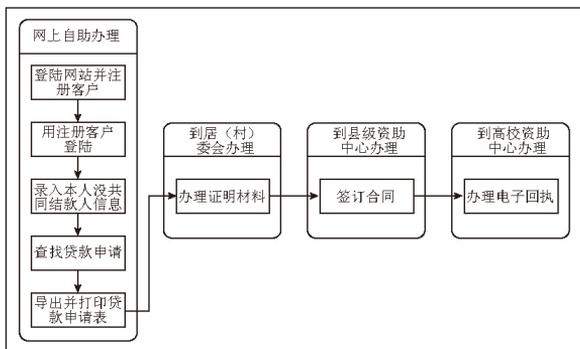 网上自助办理
登陆网站并注
册客户
用注册客户
登陆
录入本人没共
同结款人信息
查找贷款申请
导出并打印贷
款申请表
到居（村）
委会办理
办理证明材料
到县级资助
中心办理
签订合同
到高校资助
中心办理
办理电子回执